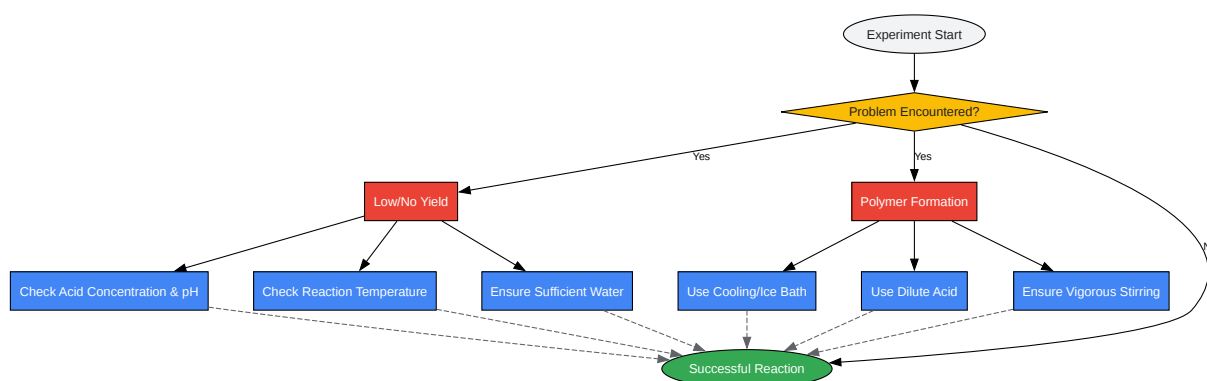 Experiment Start
Problem Encountered?
Yes
Yes
Low/No Yield
Polymer Formation
Check Acid Concentration & pH
Check Reaction Temperature
Ensure Sufficient Water
Use Cooling/Ice Bath
Use Dilute Acid
Ensure Vigorous Stirring
Successful Reaction